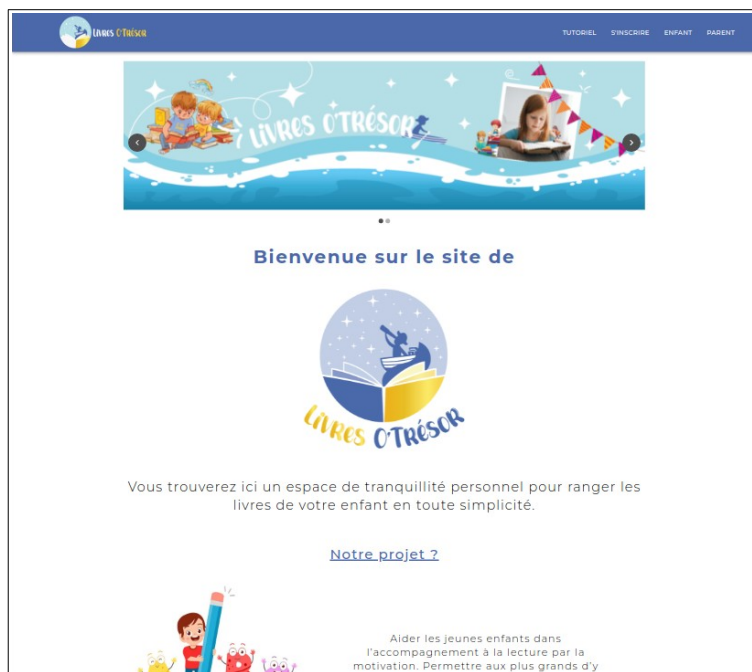 Livres O'Trésor
TUTORIEL S'INSCRIRE ENFANT PARENT
LIVRES O'TRÉSOR
Bienvenue sur le site de
LiVRes O'TRéSOR
Vous trouverez ici un espace de tranquillité personnel pour ranger les
livres de votre enfant en toute simplicité.
Notre projet ?
Aider les jeunes enfants dans
l'accompagnement à la lecture par la
motivation. Permettre aux plus grands d'y